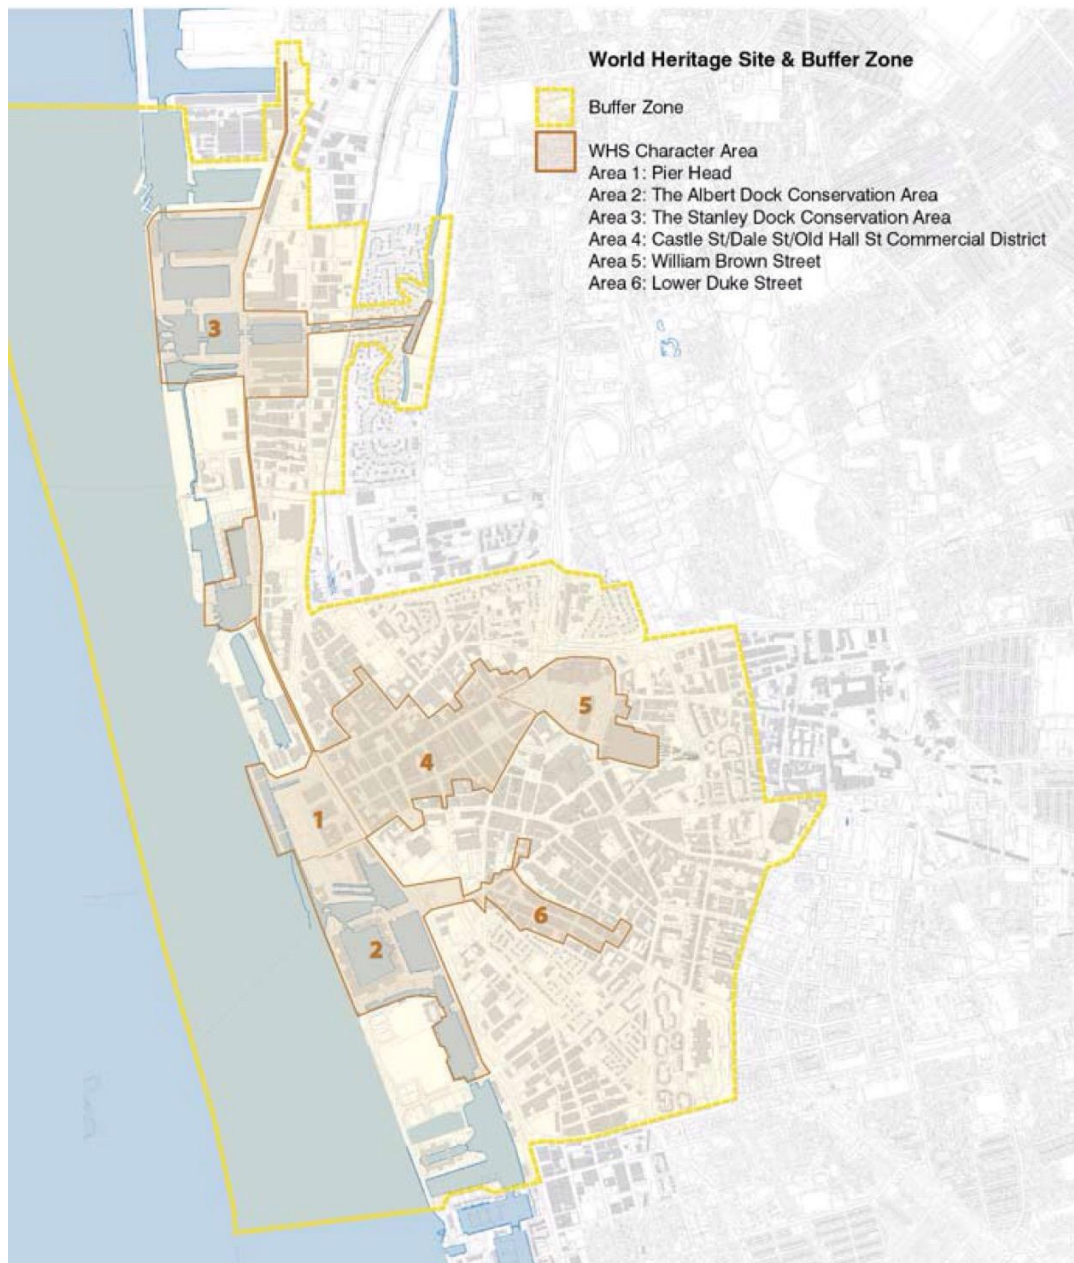 World Heritage Site & Buffer Zone
Buffer Zone
WHS Character Area
Area 1: Pier Head
Area 2: The Albert Dock Conservation Area
Area 3: The Stanley Dock Conservation Area
Area 4: Castle St/Dale St/Old Hall St Commercial District
Area 5: William Brown Street
Area 6: Lower Duke Street
3
5
4
1
6
2